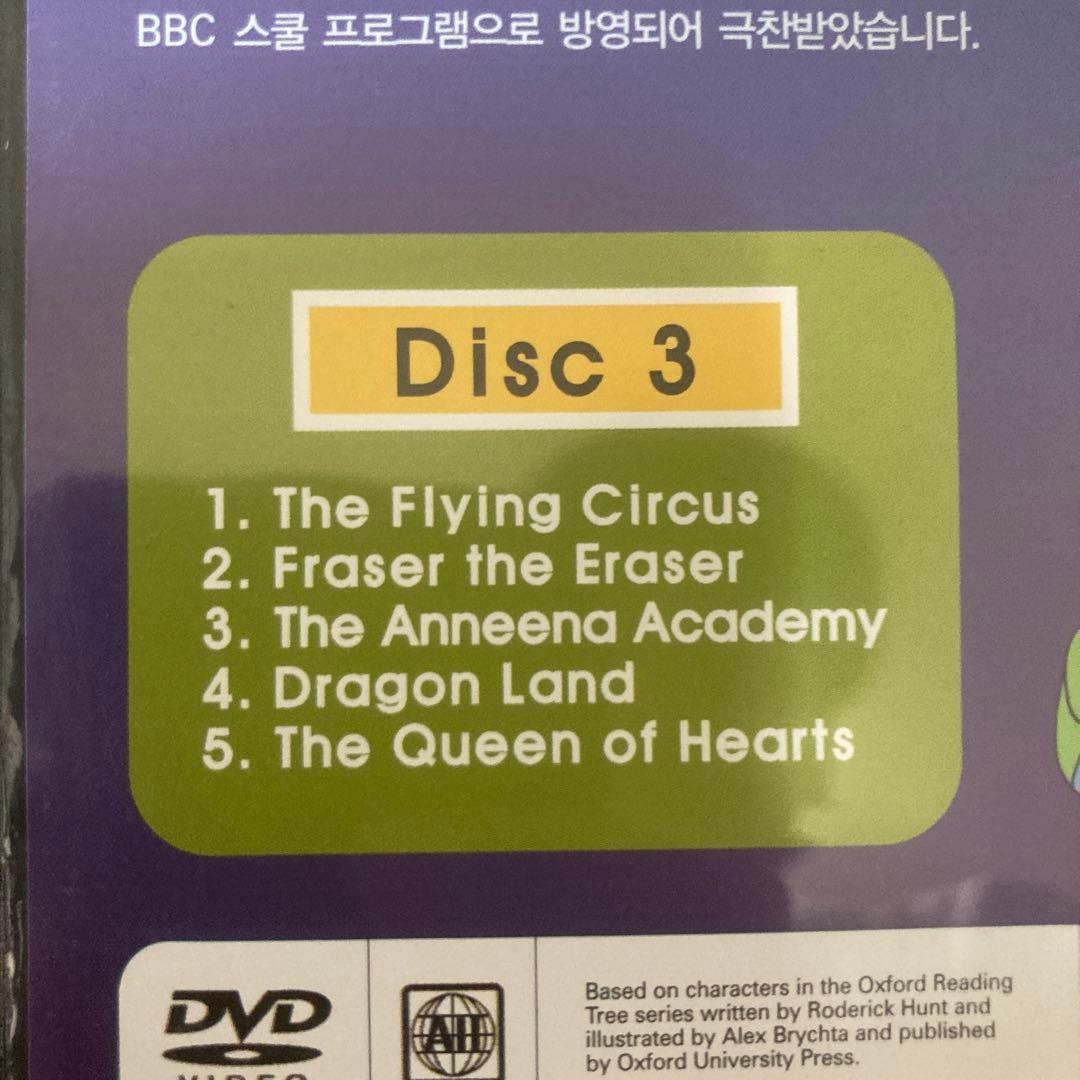 BBC 스쿨 프로그램으로 방영되어 극찬받았습니다.
Disc 3
1. The Flying Circus
2. Fraser the Eraser
3. The Anneena Academy
4. Dragon Land
5. The Queen of Hearts
DVD
VIDEO
All
Based on characters in the Oxford Reading
Tree series written by Roderick Hunt and
illustrated by Alex Brychta and published
by Oxford University Press.